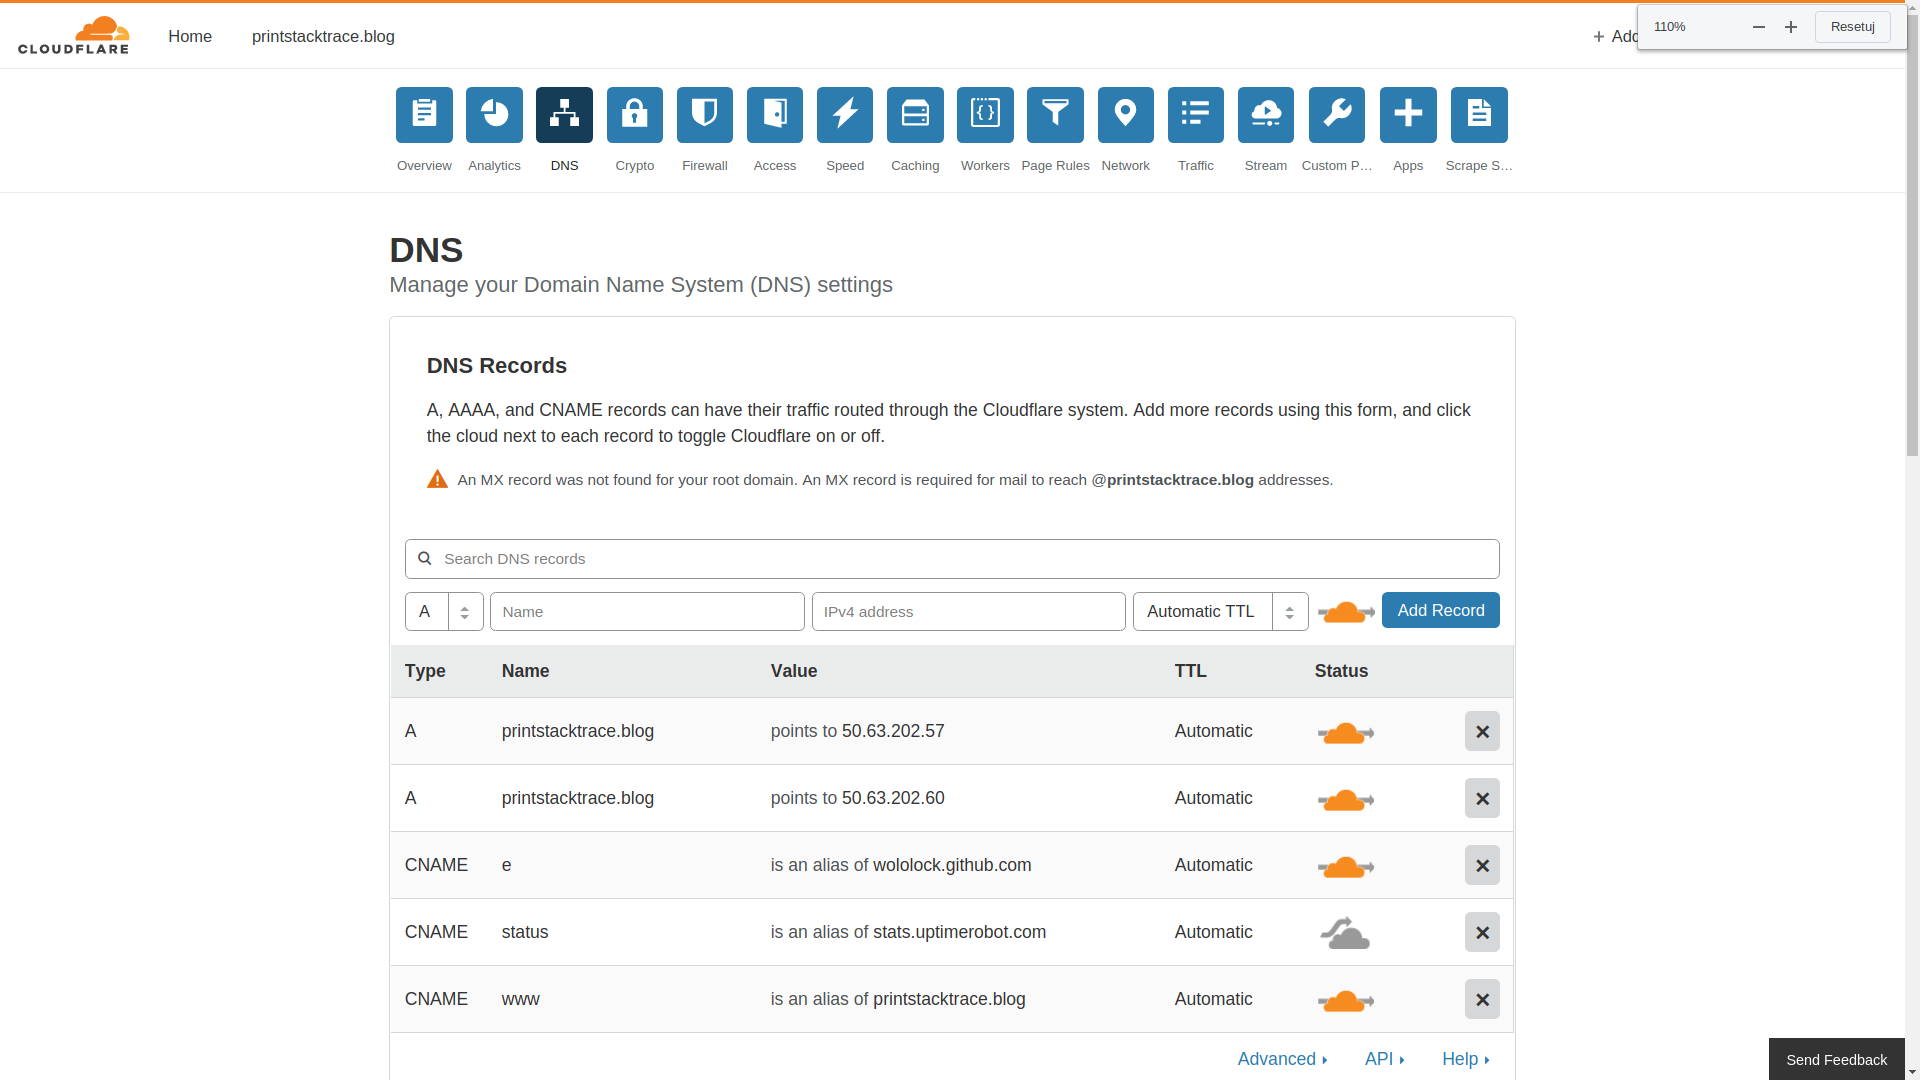 CLOUDFLARE
Home
printstacktrace.blog
+ Add
110%
Resetuj
Overview
Analytics
DNS
Crypto
Firewall
Access
Speed
Caching
Workers
Page Rules
Network
Traffic
Stream
Custom P…
Apps
Scrape S…
DNS
Manage your Domain Name System (DNS) settings
DNS Records
A, AAAA, and CNAME records can have their traffic routed through the Cloudflare system. Add more records using this form, and click
the cloud next to each record to toggle Cloudflare on or off.
An MX record was not found for your root domain. An MX record is required for mail to reach @printstacktrace.blog addresses.
Search DNS records
A Name IPv4 address Automatic TTL Add Record
Type Name Value TTL Status
A printstacktrace.blog points to 50.63.202.57 Automatic
A printstacktrace.blog points to 50.63.202.60 Automatic
CNAME e is an alias of wololock.github.com Automatic
CNAME status is an alias of stats.uptimerobot.com Automatic
CNAME www is an alias of printstacktrace.blog Automatic
Advanced API Help
Send Feedback